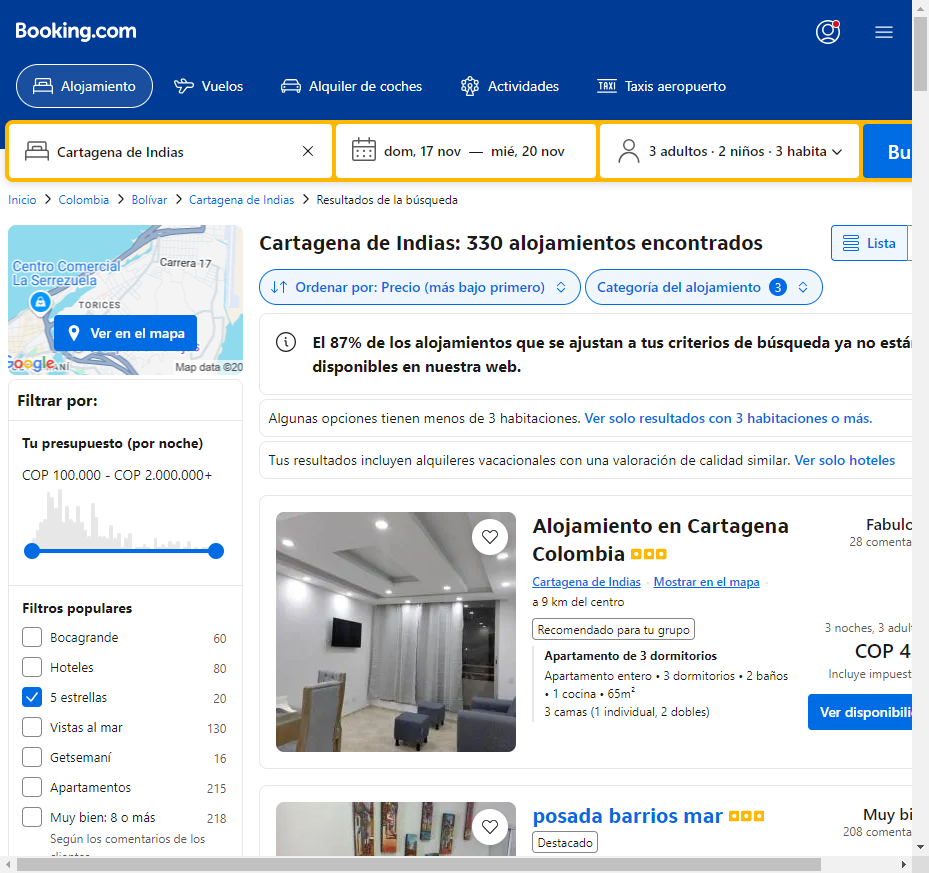 Booking.com
Alojamiento
Vuelos
Alquiler de coches
Actividades
TAXI Taxis aeropuerto
Cartagena de Indias
dom, 17 nov — mié, 20 nov
3 adultos · 2 niños · 3 habita
Bu
Inicio > Colombia > Bolívar > Cartagena de Indias > Resultados de la búsqueda
Centro Comercial
La Serrezuela
Carrera 17
TORICES
Ver en el mapa
Google
Map data ©20
Cartagena de Indias: 330 alojamientos encontrados
Lista
Ordenar por: Precio (más bajo primero)
Categoría del alojamiento 3
El 87% de los alojamientos que se ajustan a tus criterios de búsqueda ya no está
disponibles en nuestra web.
Algunas opciones tienen menos de 3 habitaciones. Ver solo resultados con 3 habitaciones o más.
Tus resultados incluyen alquileres vacacionales con una valoración de calidad similar. Ver solo hoteles
Filtrar por:
Tu presupuesto (por noche)
COP 100.000 - COP 2.000.000+
Filtros populares
Bocagrande 60
Hoteles 80
5 estrellas 20
Vistas al mar 130
Getsemaní 16
Apartamentos 215
Muy bien: 8 o más 218
Según los comentarios de los
clientes
Alojamiento en Cartagena
Colombia
Fabulo
28 comenta
Cartagena de Indias · Mostrar en el mapa ·
a 9 km del centro
Recomendado para tu grupo
Apartamento de 3 dormitorios
Apartamento entero • 3 dormitorios • 2 baños
• 1 cocina • 65m²
3 camas (1 individual, 2 dobles)
3 noches, 3 adult
COP 4
Incluye impuest
Ver disponibili
posada barrios mar
Destacado
Muy bi
208 comenta